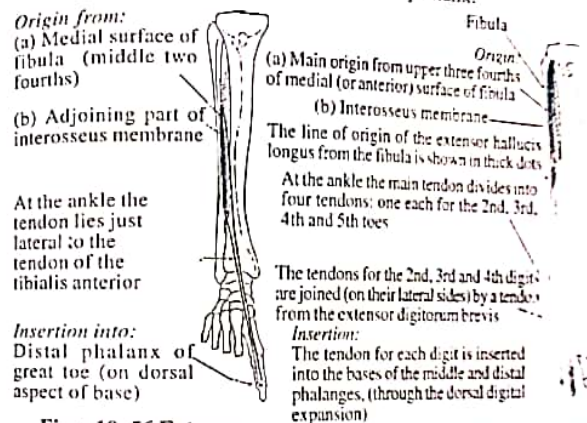 Origin from:
(a) Medial surface of
fibula (middle two
fourths)
(b) Adjoining part of
interosseus membrane
At the ankle the
tendon lies just
lateral to the
tendon of the
tibialis anterior
Insertion into:
Distal phalanx of
great toe (on dorsal
aspect of base)
Fibula
Origin
(a) Main origin from upper three fourths
of medial (or anterior) surface of fibula
(b) Interosseus membrane
The line of origin of the extensor hallucis
longus from the fibula is shown in thick dots
At the ankle the main tendon divides into
four tendons; one each for the 2nd, 3rd,
4th and 5th toes
The tendons for the 2nd, 3rd and 4th digits
are joined (on their lateral sides) by a tendon
from the extensor digitorum brevis
Insertion:
The tendon for each digit is inserted
into the bases of the middle and distal
phalanges, (through the dorsal digital
expansion)